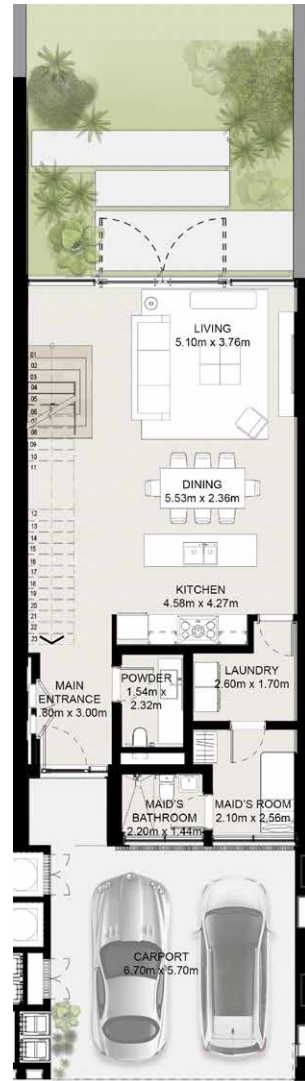 LIVING
5.10m x 3.76m
01
02
03
04
05
06
07
08
09
10
11
DINING
5.53m x 2.36m
12
13
14
15
16
17
18
19
20
21
22
23
KITCHEN
4.58m x 4.27m
MAIN
ENTRANCE
.80m x 3.00m
POWDER
1.54m x
2.32m
LAUNDRY
2.60m x 1.70m
MAID'S
BATHROOM
2.20m x 1.44m
MAID'S ROOM
2.10m x 2.56m
CARPORT
6.70m x 5.70m